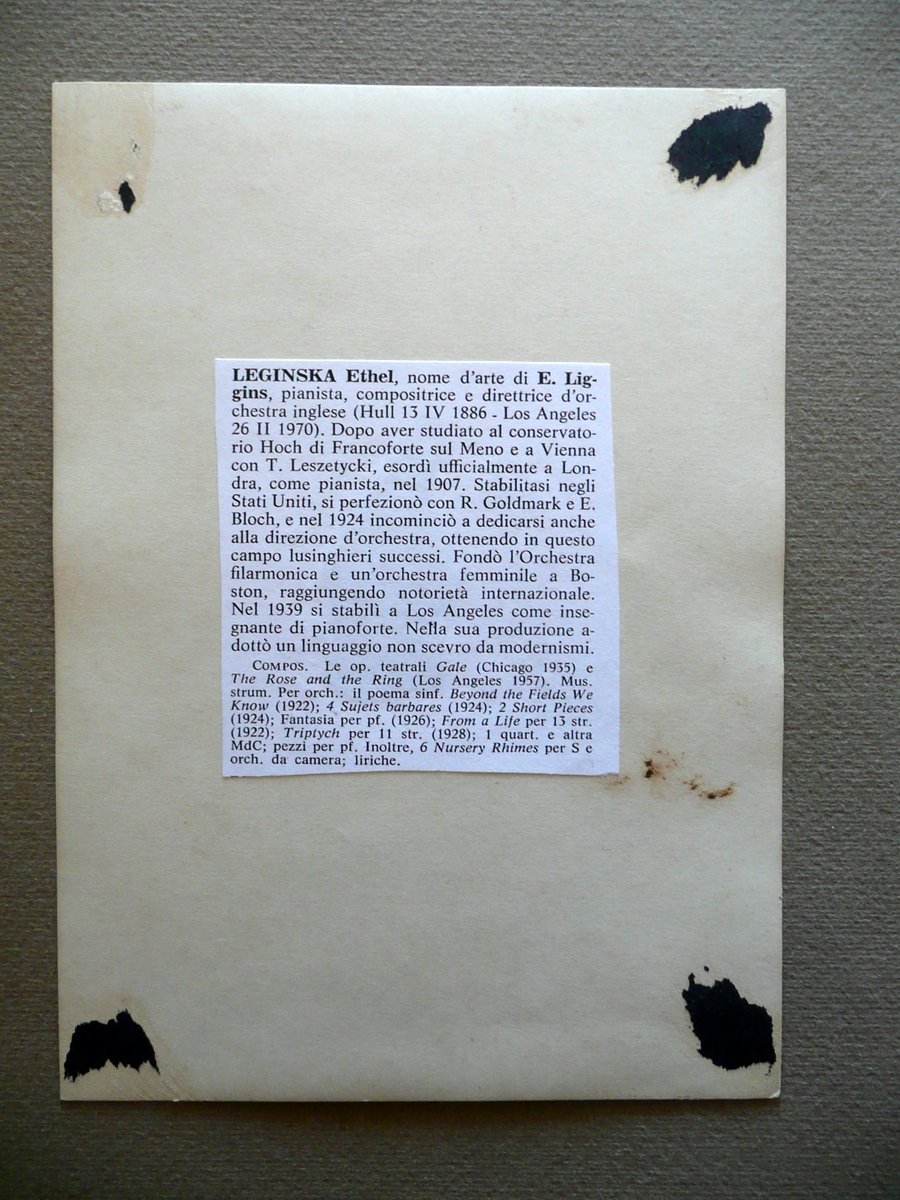 LEGINSKA Ethel, nome d'arte di E. Lig-
gins, pianista, compositrice e direttrice d'or-
chestra inglese (Hull 13 IV 1886 - Los Angeles
26 II 1970). Dopo aver studiato al conservato-
rio Hoch di Francoforte sul Meno e a Vienna
con T. Leszetycki, esordì ufficialmente a Lon-
dra, come pianista, nel 1907. Stabilitasi negli
Stati Uniti, si perfezionò con R. Goldmark e E.
Bloch, e nel 1924 incominciò a dedicarsi anche
alla direzione d'orchestra, ottenendo in questo
campo lusinghieri successi. Fondò l'Orchestra
filarmonica e un'orchestra femminile a Bo-
ston, raggiungendo notorietà internazionale.
Nel 1939 si stabilì a Los Angeles come inse-
gnante di pianoforte. Nella sua produzione a-
dottò un linguaggio non scevro da modernismi.
COMPOS. Le op. teatrali Gale (Chicago 1935) e
The Rose and the Ring (Los Angeles 1957). Mus.
strum. Per orch.: il poema sinf. Beyond the Fields We
Know (1922); 4 Sujets barbares (1924); 2 Short Pieces
(1924); Fantasia per pf. (1926); From a Life per 13 str.
(1922); Triptych per 11 str. (1928); 1 quart. e altra
MdC; pezzi per pf. Inoltre, 6 Nursery Rhimes per S e
orch. da camera; liriche.